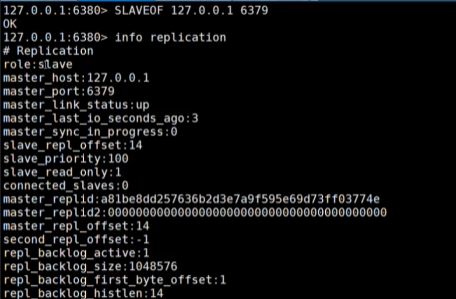 127.0.0.1:6380> SLAVEOF 127.0.0.1 6379
OK
127.0.0.1:6380> info replication
# Replication
role:slave
master_host:127.0.0.1
master_port:6379
master_link_status:up
master_last_io_seconds_ago:3
master_sync_in_progress:0
slave_repl_offset:14
slave_priority:100
slave_read_only:1
connected_slaves:0
master_replid:a81be8dd257636b2d3e7a9f595e69d73ff03774e
master_replid2:0000000000000000000000000000000000000000
master_repl_offset:14
second_repl_offset:-1
repl_backlog_active:1
repl_backlog_size:1048576
repl_backlog_first_byte_offset:1
repl_backlog_histlen:14